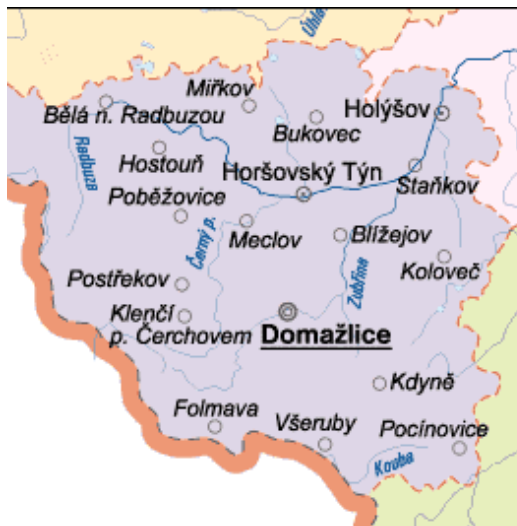 Úhl
Mířkov
Bělá n. Radbuzou
Bukovec
Holýšov
Radbuza
Hostouň
Horšovský Týn
Staňkov
Poběžovice
Černý p.
Meclov
Blížejov
Koloveč
Zubřina
Postřekov
Klenčí
p. Čerchovem
Domažlice
Kdyně
Folmava
Všeruby
Pocínovice
Kouba